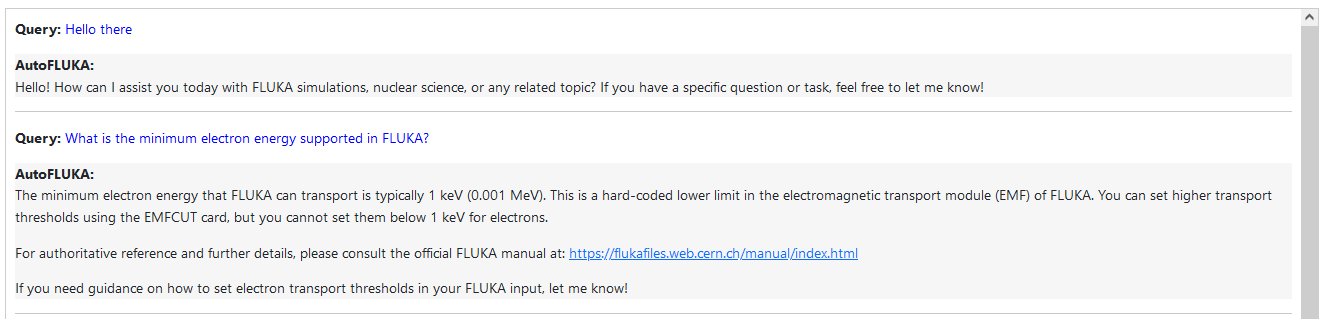 Query: Hello there
AutoFLUKA:
Hello! How can I assist you today with FLUKA simulations, nuclear science, or any related topic? If you have a specific question or task, feel free to let me know!
Query: What is the minimum electron energy supported in FLUKA?
AutoFLUKA:
The minimum electron energy that FLUKA can transport is typically 1 keV (0.001 MeV). This is a hard-coded lower limit in the electromagnetic transport module (EMF) of FLUKA. You can set higher transport
thresholds using the EMFCUT card, but you cannot set them below 1 keV for electrons.
For authoritative reference and further details, please consult the official FLUKA manual at: https://flukafiles.web.cern.ch/manual/index.html
If you need guidance on how to set electron transport thresholds in your FLUKA input, let me know!